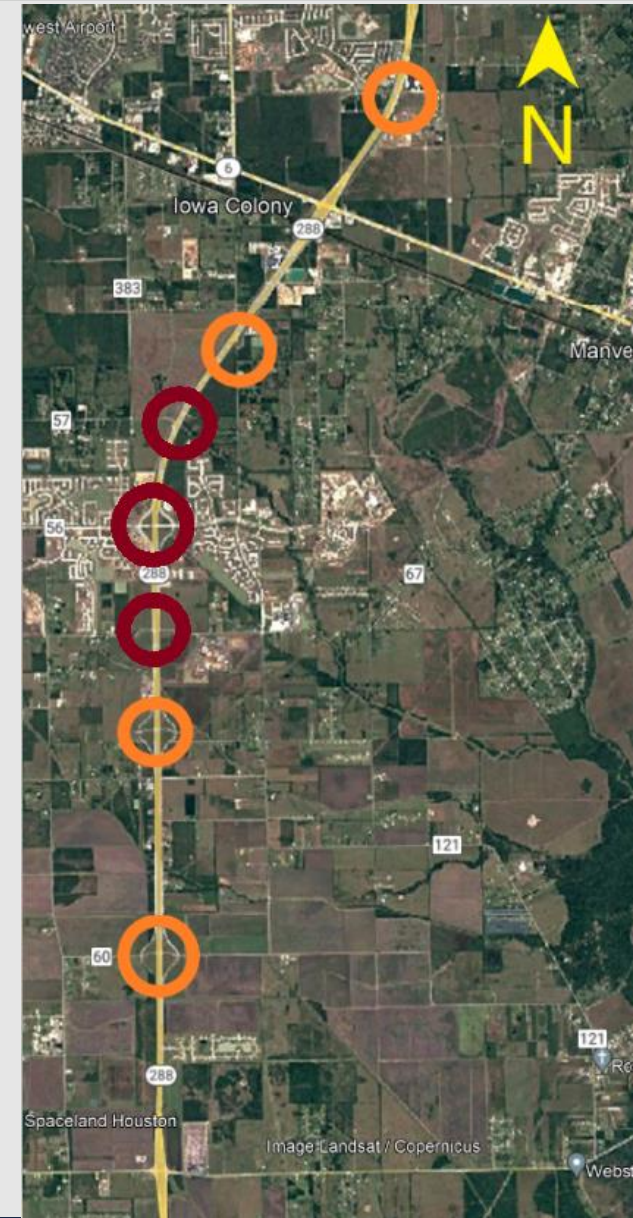 west Airport
N
6
Iowa Colony
288
383
Manve
57
56
288
67
121
60
121
Ro
288
Spaceland Houston
Image Landsat / Copernicus
Webst